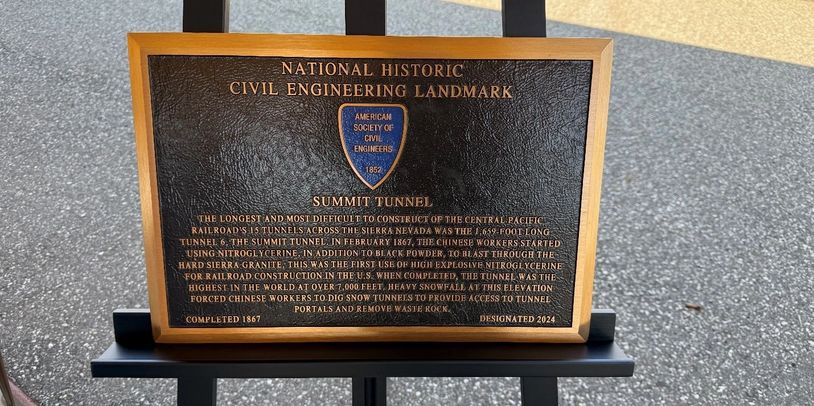 NATIONAL HISTORIC
CIVIL ENGINEERING LANDMARK
AMERICAN
SOCIETY OF
CIVIL
ENGINEERS
1852
SUMMIT TUNNEL
THE LONGEST AND MOST DIFFICULT TO CONSTRUCT OF THE CENTRAL PACIFIC
RAILROAD'S 15 TUNNELS ACROSS THE SIERRA NEVADA WAS THE 1,659-FOOT LONG
TUNNEL 6, THE SUMMIT TUNNEL. IN FEBRUARY 1867, THE CHINESE WORKERS STARTED
USING NITROGLYCERINE, IN ADDITION TO BLACK POWDER, TO BLAST THROUGH THE
HARD SIERRA GRANITE. THIS WAS THE FIRST USE OF HIGH EXPLOSIVE NITROGLYCERINE
FOR RAILROAD CONSTRUCTION IN THE U.S. WHEN COMPLETED, THE TUNNEL WAS THE
HIGHEST IN THE WORLD AT OVER 7,000 FEET. HEAVY SNOWFALL AT THIS ELEVATION
FORCED CHINESE WORKERS TO DIG SNOW TUNNELS TO PROVIDE ACCESS TO TUNNEL
PORTALS AND REMOVE WASTE ROCK.
COMPLETED 1867 DESIGNATED 2024